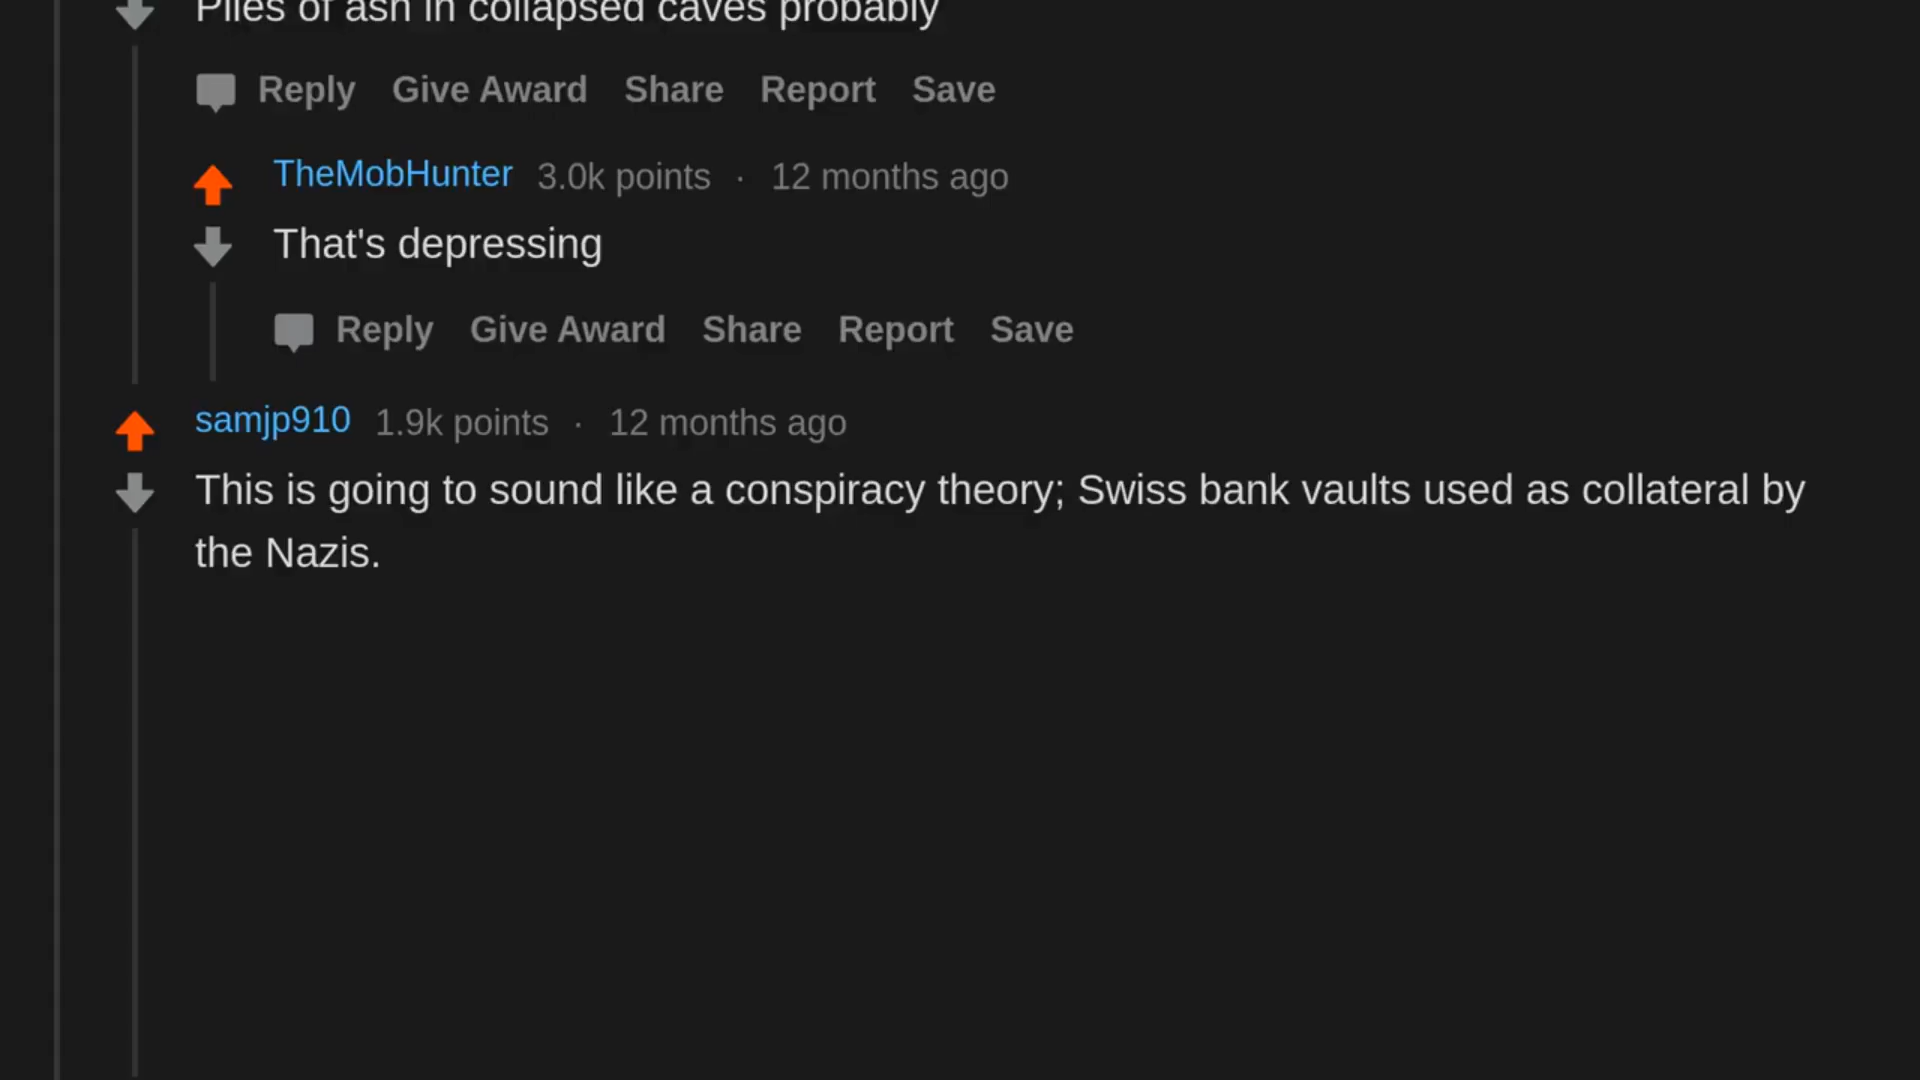 Piles of ash in collapsed caves probably
Reply Give Award Share Report Save
TheMobHunter 3.0k points · 12 months ago
That's depressing
Reply Give Award Share Report Save
samjp910 1.9k points · 12 months ago
This is going to sound like a conspiracy theory; Swiss bank vaults used as collateral by
the Nazis.